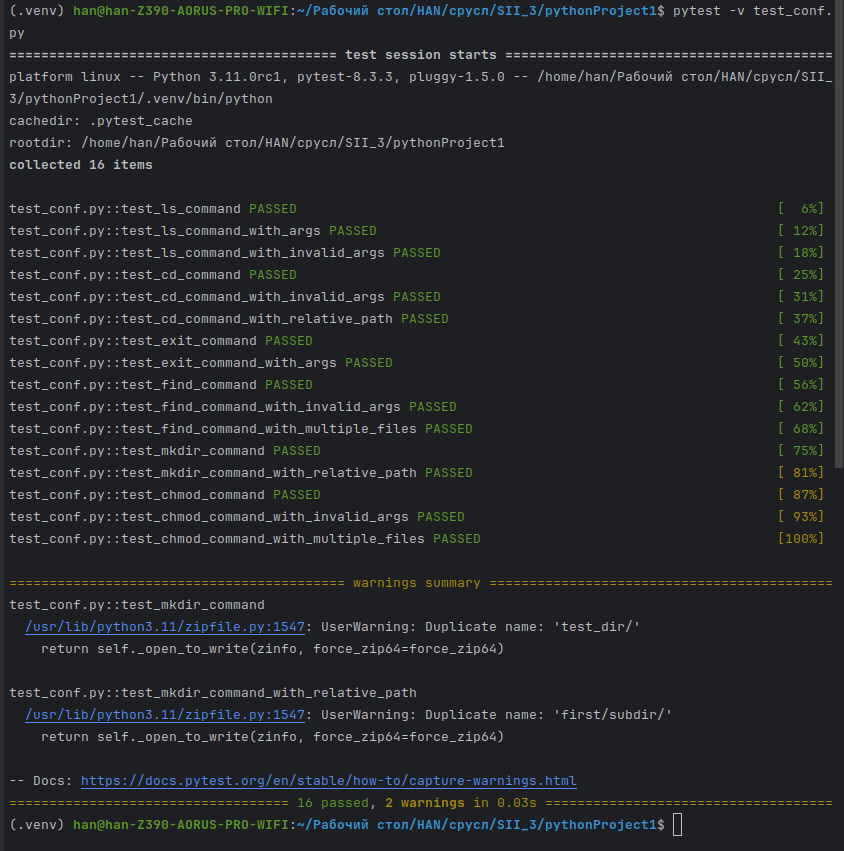 (.venv) han@han-Z390-AORUS-PRO-WIFI:~/Рабочий стол/HAN/срусл/SII_3/pythonProject1$ pytest -v test_conf.
py
========================================= test session starts =========================================
platform linux -- Python 3.11.0rc1, pytest-8.3.3, pluggy-1.5.0 -- /home/han/Рабочий стол/HAN/срусл/SII_
3/pythonProject1/.venv/bin/python
cachedir: .pytest_cache
rootdir: /home/han/Рабочий стол/HAN/срусл/SII_3/pythonProject1
collected 16 items
test_conf.py::test_ls_command PASSED [  6%]
test_conf.py::test_ls_command_with_args PASSED [ 12%]
test_conf.py::test_ls_command_with_invalid_args PASSED [ 18%]
test_conf.py::test_cd_command PASSED [ 25%]
test_conf.py::test_cd_command_with_invalid_args PASSED [ 31%]
test_conf.py::test_cd_command_with_relative_path PASSED [ 37%]
test_conf.py::test_exit_command PASSED [ 43%]
test_conf.py::test_exit_command_with_args PASSED [ 50%]
test_conf.py::test_find_command PASSED [ 56%]
test_conf.py::test_find_command_with_invalid_args PASSED [ 62%]
test_conf.py::test_find_command_with_multiple_files PASSED [ 68%]
test_conf.py::test_mkdir_command PASSED [ 75%]
test_conf.py::test_mkdir_command_with_relative_path PASSED [ 81%]
test_conf.py::test_chmod_command PASSED [ 87%]
test_conf.py::test_chmod_command_with_invalid_args PASSED [ 93%]
test_conf.py::test_chmod_command_with_multiple_files PASSED [100%]
========================================== warnings summary ===========================================
test_conf.py::test_mkdir_command
  /usr/lib/python3.11/zipfile.py:1547: UserWarning: Duplicate name: 'test_dir/'
    return self._open_to_write(zinfo, force_zip64=force_zip64)
test_conf.py::test_mkdir_command_with_relative_path
  /usr/lib/python3.11/zipfile.py:1547: UserWarning: Duplicate name: 'first/subdir/'
    return self._open_to_write(zinfo, force_zip64=force_zip64)
-- Docs: https://docs.pytest.org/en/stable/how-to/capture-warnings.html
=================================== 16 passed, 2 warnings in 0.03s ====================================
(.venv) han@han-Z390-AORUS-PRO-WIFI:~/Рабочий стол/HAN/срусл/SII_3/pythonProject1$